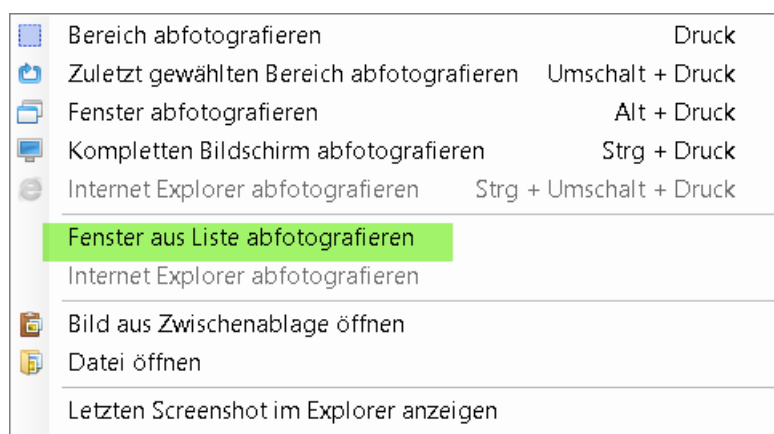 Bereich abfotografieren Druck
Zuletzt gewählten Bereich abfotografieren Umschalt + Druck
Fenster abfotografieren Alt + Druck
Kompletten Bildschirm abfotografieren Strg + Druck
Internet Explorer abfotografieren Strg + Umschalt + Druck
Fenster aus Liste abfotografieren
Internet Explorer abfotografieren
Bild aus Zwischenablage öffnen
Datei öffnen
Letzten Screenshot im Explorer anzeigen